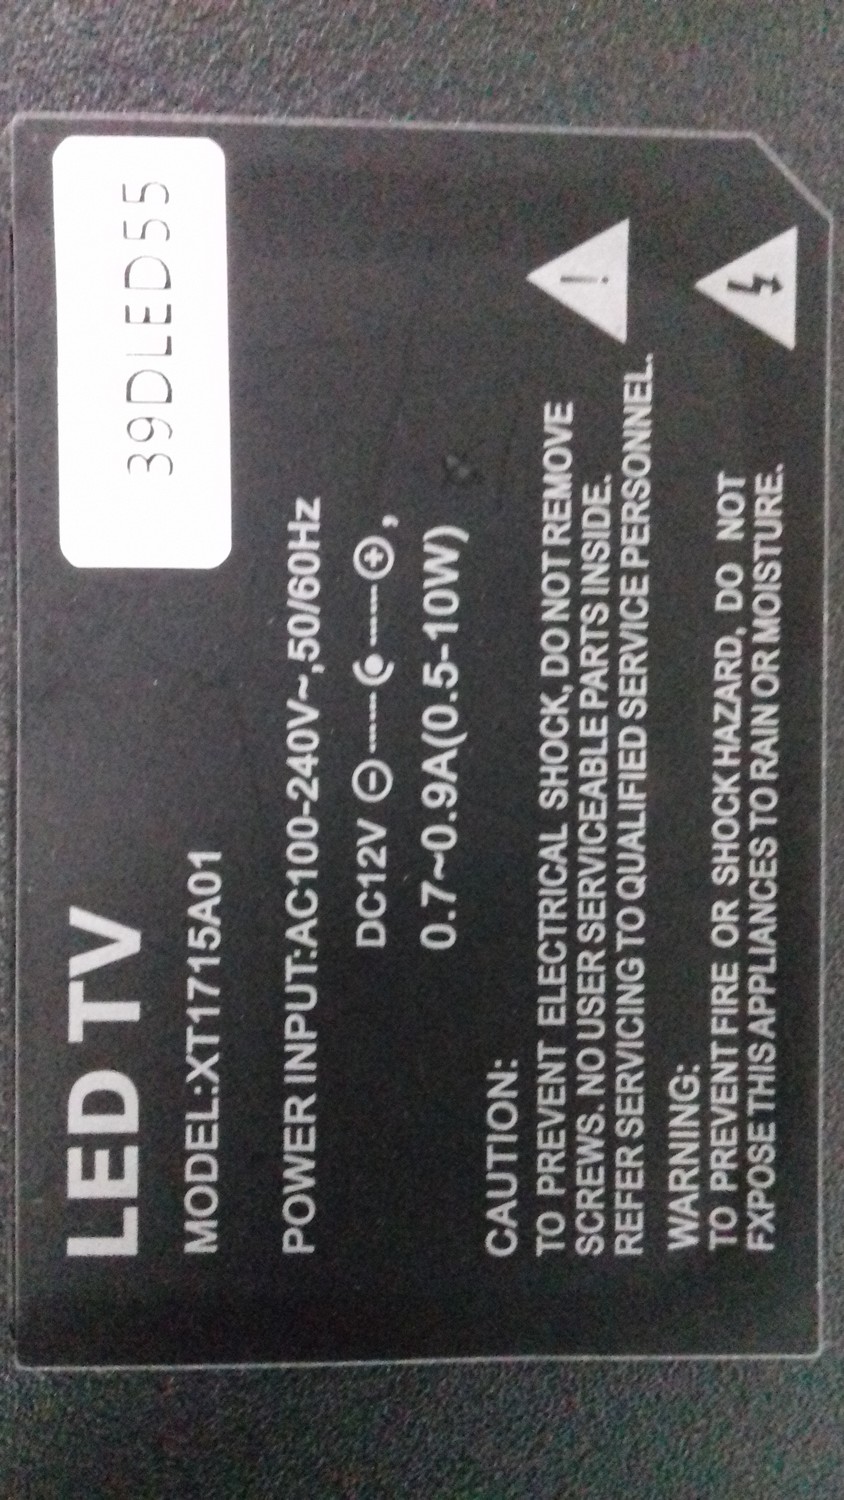 LED TV
39DLED55
MODEL:XT1715A01
POWER INPUT:AC100-240V~,50/60Hz
DC12V ⊖-----(•-----⊕,
0.7~0.9A(0.5-10W)
CAUTION:
TO PREVENT ELECTRICAL SHOCK, DO NOT REMOVE
SCREWS. NO USER SERVICEABLE PARTS INSIDE.
REFER SERVICING TO QUALIFIED SERVICE PERSONNEL.
WARNING:
TO PREVENT FIRE OR SHOCK HAZARD, DO NOT
EXPOSE THIS APPLIANCES TO RAIN OR MOISTURE.